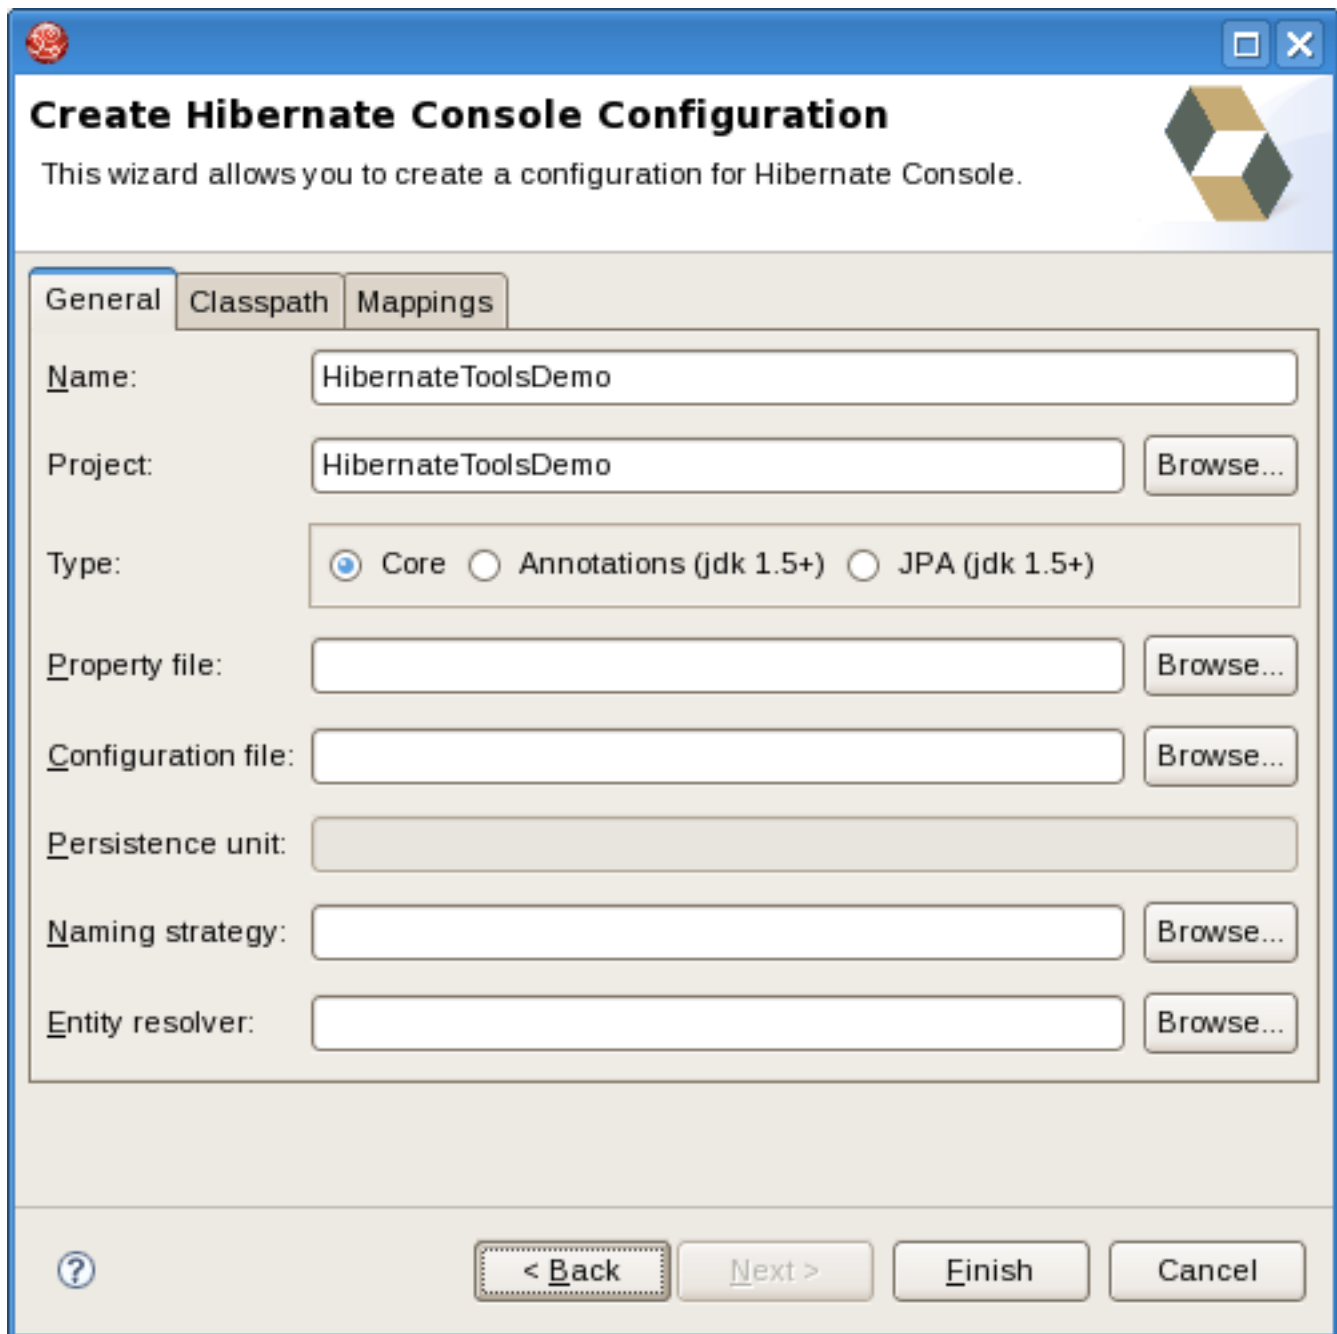 Create Hibernate Console Configuration
This wizard allows you to create a configuration for Hibernate Console.
General Classpath Mappings
Name: HibernateToolsDemo
Project: HibernateToolsDemo Browse...
Type: Core Annotations (jdk 1.5+) JPA (jdk 1.5+)
Property file: Browse...
Configuration file: Browse...
Persistence unit:
Naming strategy: Browse...
Entity resolver: Browse...
? < Back Next > Finish Cancel